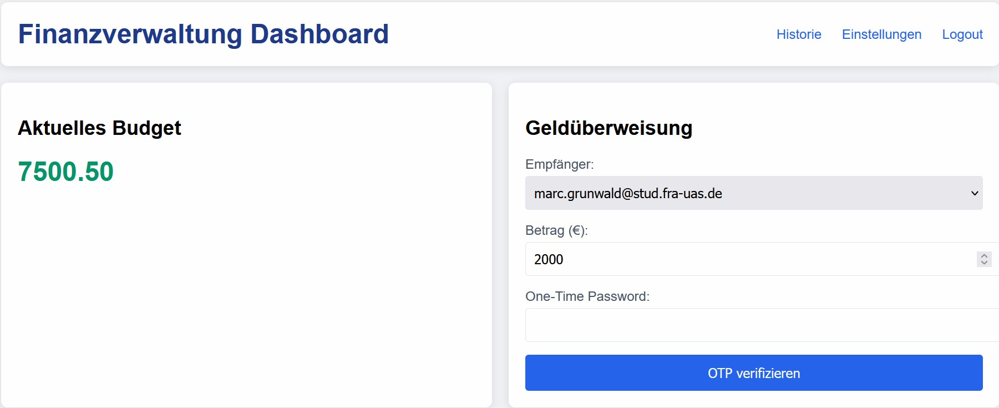 Finanzverwaltung Dashboard
Historie Einstellungen Logout
Aktuelles Budget
7500.50
Geldüberweisung
Empfänger:
marc.grunwald@stud.fra-uas.de
Betrag (€):
2000
One-Time Password:
OTP verifizieren